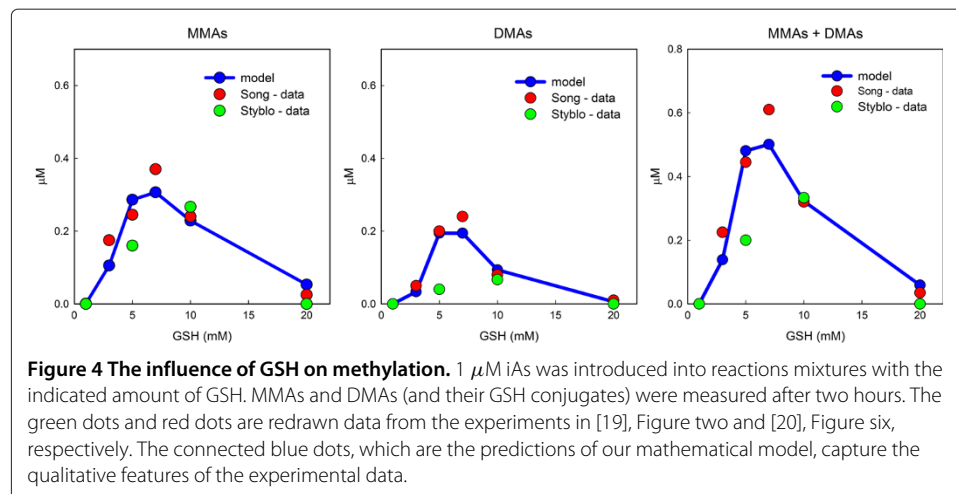 MMAs
DMAs
MMAs + DMAs
0.6
0.4
0.2
0.0
μM
model
Song - data
Styblo - data
0
5
10
15
20
GSH (mM)
0.6
0.4
0.2
0.0
μM
model
Song - data
Styblo - data
0
5
10
15
20
GSH (mM)
0.8
0.6
0.4
0.2
0.0
μM
model
Song - data
Styblo - data
0
5
10
15
20
GSH (mM)
Figure 4 The influence of GSH on methylation. 1 μM iAs was introduced into reactions mixtures with the
indicated amount of GSH. MMAs and DMAs (and their GSH conjugates) were measured after two hours. The
green dots and red dots are redrawn data from the experiments in [19], Figure two and [20], Figure six,
respectively. The connected blue dots, which are the predictions of our mathematical model, capture the
qualitative features of the experimental data.